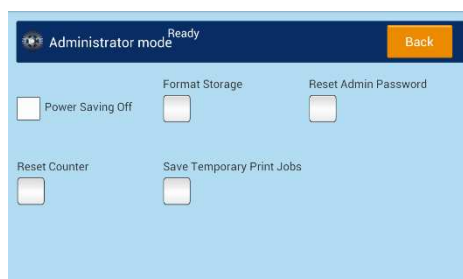 Administrator mode
Ready
Back
Format Storage
Reset Admin Password
Power Saving Off
Reset Counter
Save Temporary Print Jobs